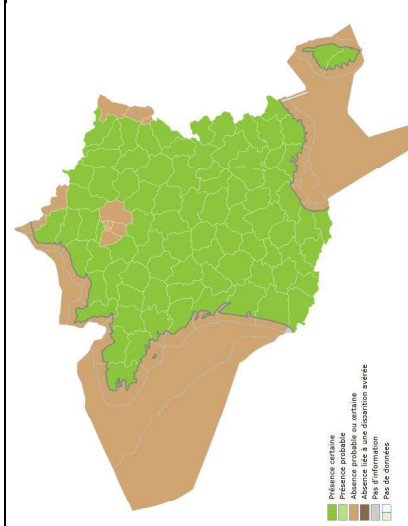 Présence certaine
Présence probable
Absence probable ou certaine
Absence liée à une disparition avérée
Pas d'information
Pas de données